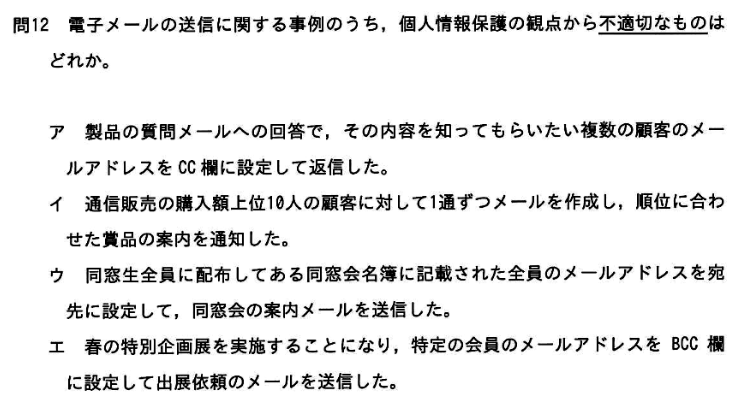 問12 電子メールの送信に関する事例のうち，個人情報保護の観点から不適切なものは
どれか。
ア 製品の質問メールへの回答で，その内容を知ってもらいたい複数の顧客のメー
ルアドレスを CC 欄に設定して返信した。
イ 通信販売の購入額上位10人の顧客に対して1通ずつメールを作成し，順位に合わ
せた賞品の案内を通知した。
ウ 同窓生全員に配布してある同窓会名簿に記載された全員のメールアドレスを宛
先に設定して，同窓会の案内メールを送信した。
エ 春の特別企画展を実施することになり，特定の会員のメールアドレスを BCC 欄
に設定して出展依頼のメールを送信した。